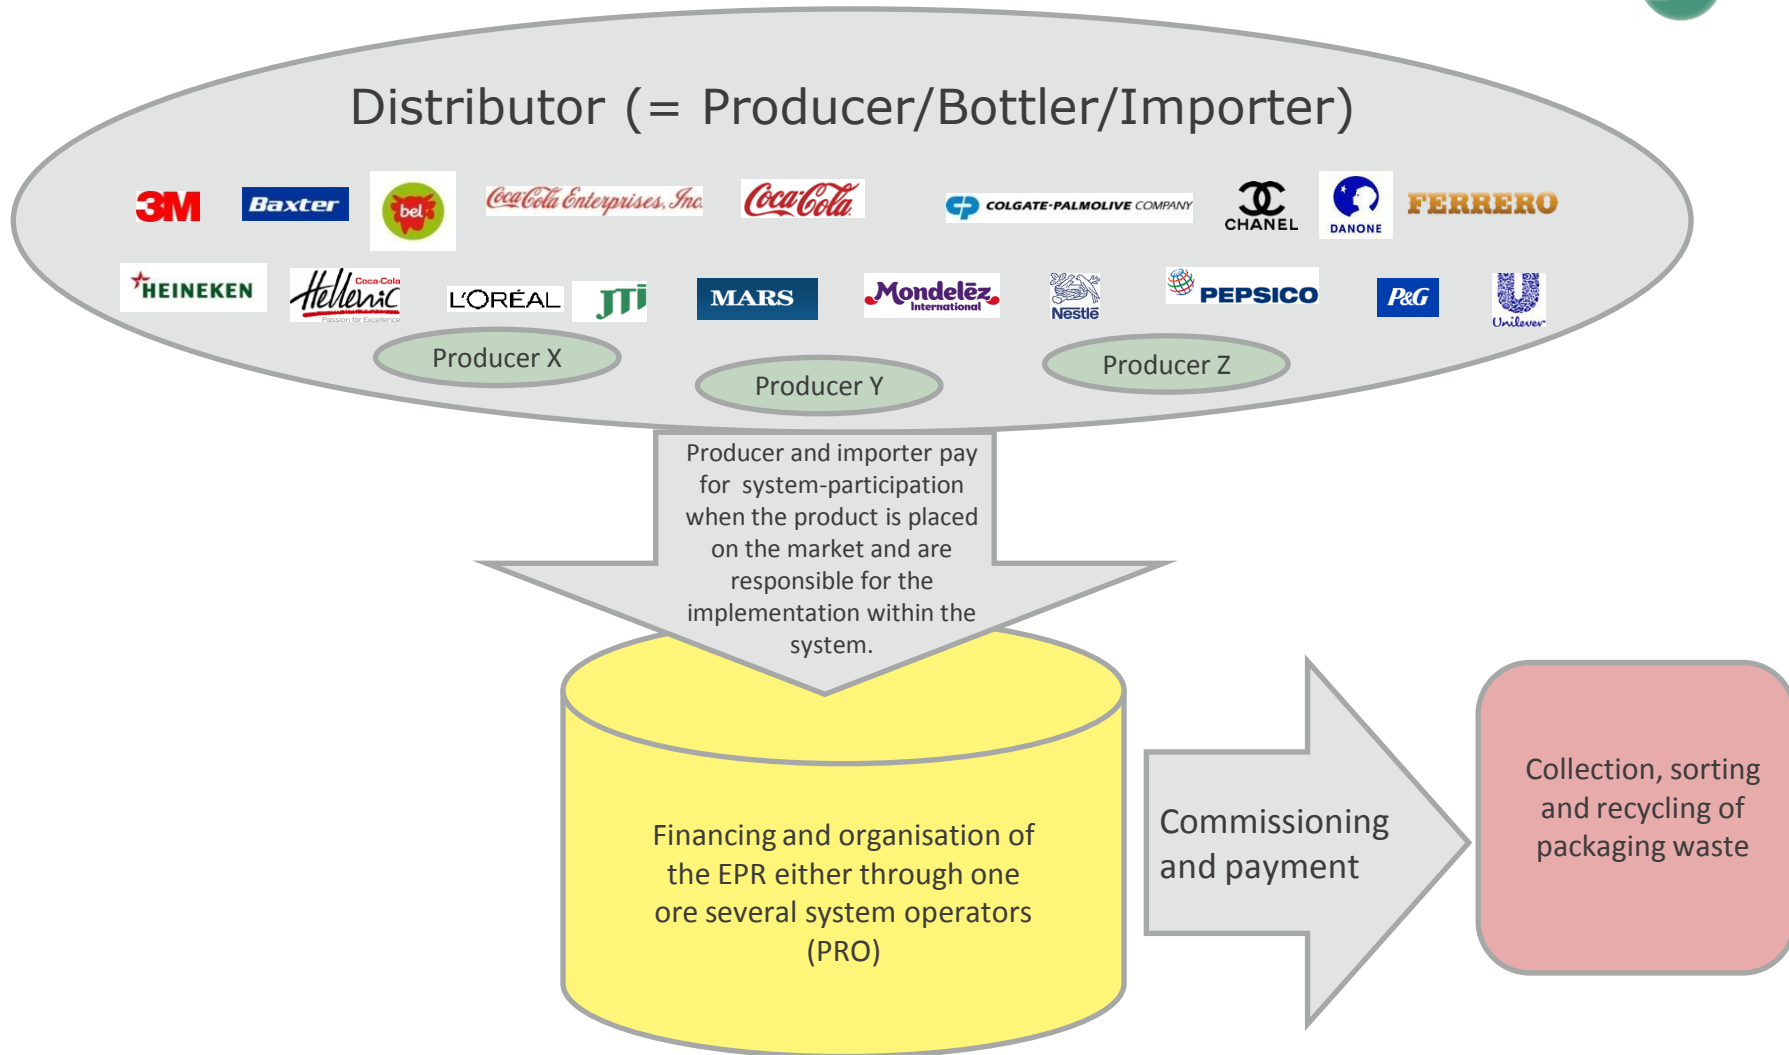 Distributor (= Producer/Bottler/Importer)
3M
Baxter
bel
Coca-Cola Enterprises, Inc.
Coca-Cola
COLGATE-PALMOLIVE COMPANY
CHANEL
DANONE
FERRERO
HEINEKEN
Coca-Cola
Hellenic
Passion for Excellence
L'ORÉAL
JTi
MARS
Mondelēz
International
Nestlé
PEPSICO
P&G
Unilever
Producer X
Producer Y
Producer Z
Producer and importer pay
for system-participation
when the product is placed
on the market and are
responsible for the
implementation within the
system.
Financing and organisation of
the EPR either through one
ore several system operators
(PRO)
Commissioning
and payment
Collection, sorting
and recycling of
packaging waste